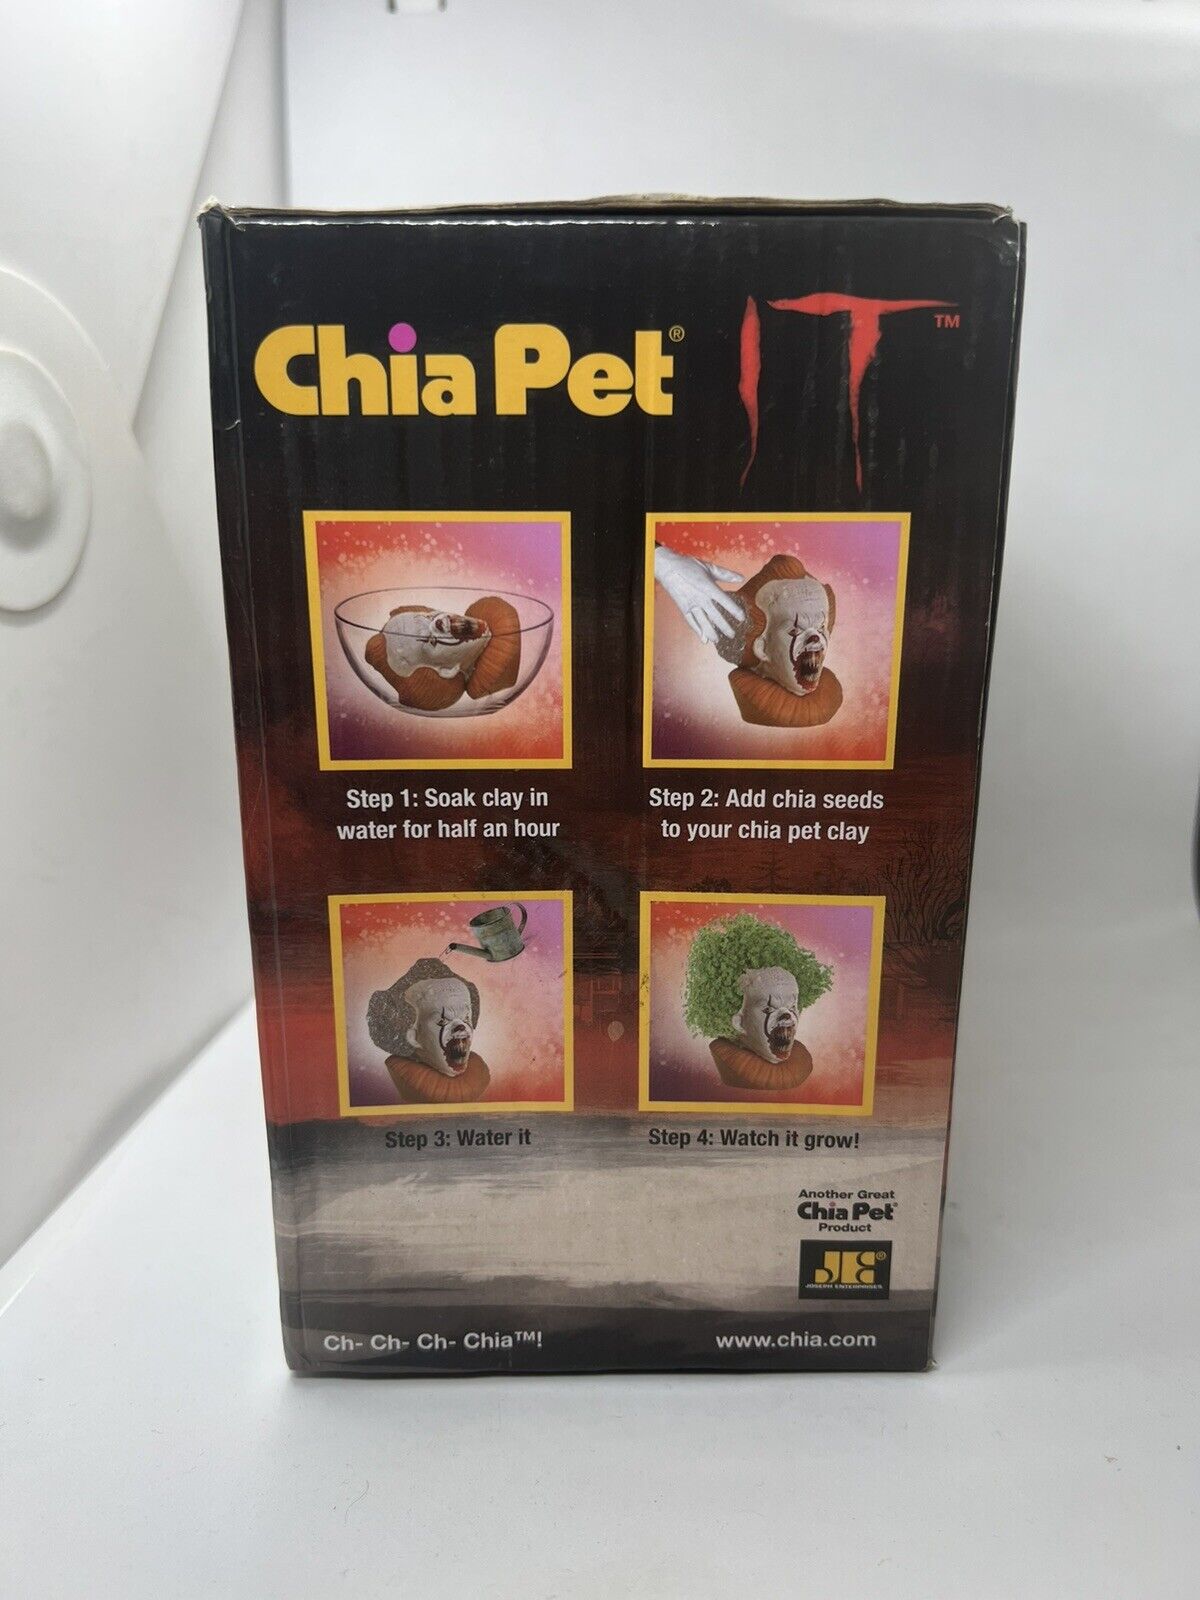 Chia Pet®
IT™
Step 1: Soak clay in
water for half an hour
Step 2: Add chia seeds
to your chia pet clay
Step 3: Water it
Step 4: Watch it grow!
Another Great
Chia Pet®
Product
JE®
JOSEPH ENTERPRISES
Ch- Ch- Ch- Chia™!
www.chia.com